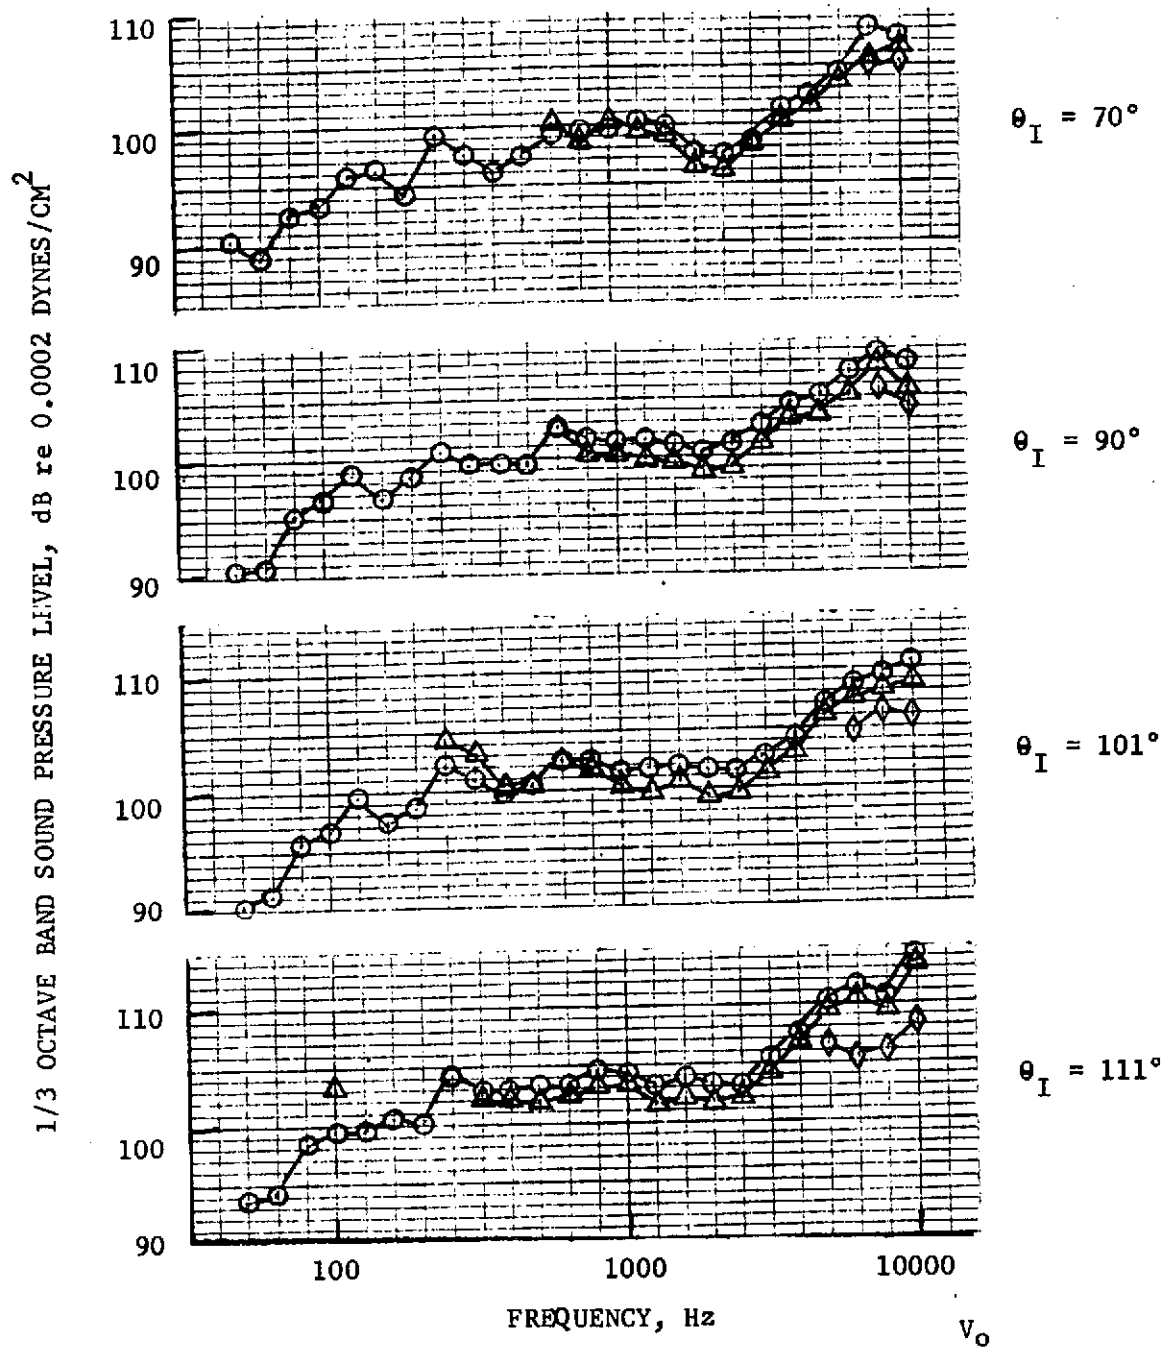 1/3 OCTAVE BAND SOUND PRESSURE LEVEL, dB re 0.0002 DYNES/CM2
110
100
90
θI = 70°
110
100
90
θI = 90°
110
100
90
θI = 101°
110
100
90
θI = 111°
100 1000 10000
FREQUENCY, Hz
Vo